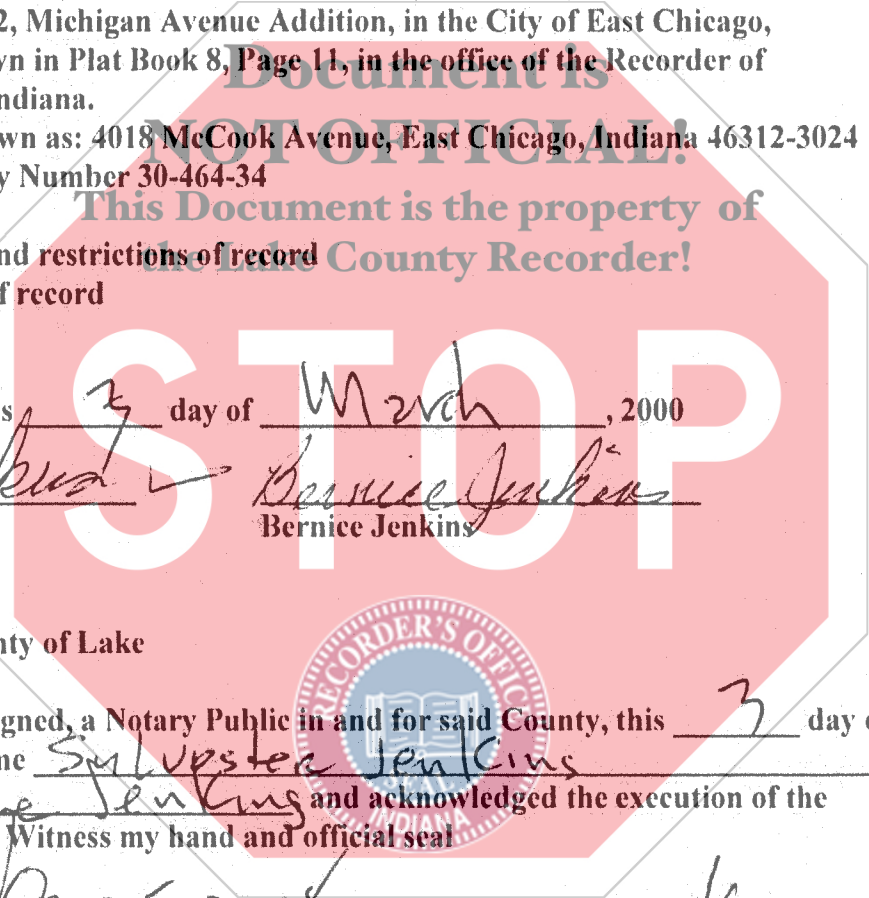 2, Michigan Avenue Addition, in the City of East Chicago,
Document is
wn in Plat Book 8, Page 11, in the office of the Recorder of
ndiana.
wn as: 4018 McCook Avenue, East Chicago, Indiana 46312-3024
NOT OFFICIAL!
y Number 30-464-34
This Document is the property of
nd restrictions of record
the Lake County Recorder!
f record
STOP
s 3 day of March, 2000
Bernice Jenkins
Bernice Jenkins
nty of Lake
RECORDER'S OFFICE
SEAL
INDIANA
gned, a Notary Public in and for said County, this 3 day o
me Sylvester Jenkins
Jenkins and acknowledged the execution of the
Witness my hand and official seal